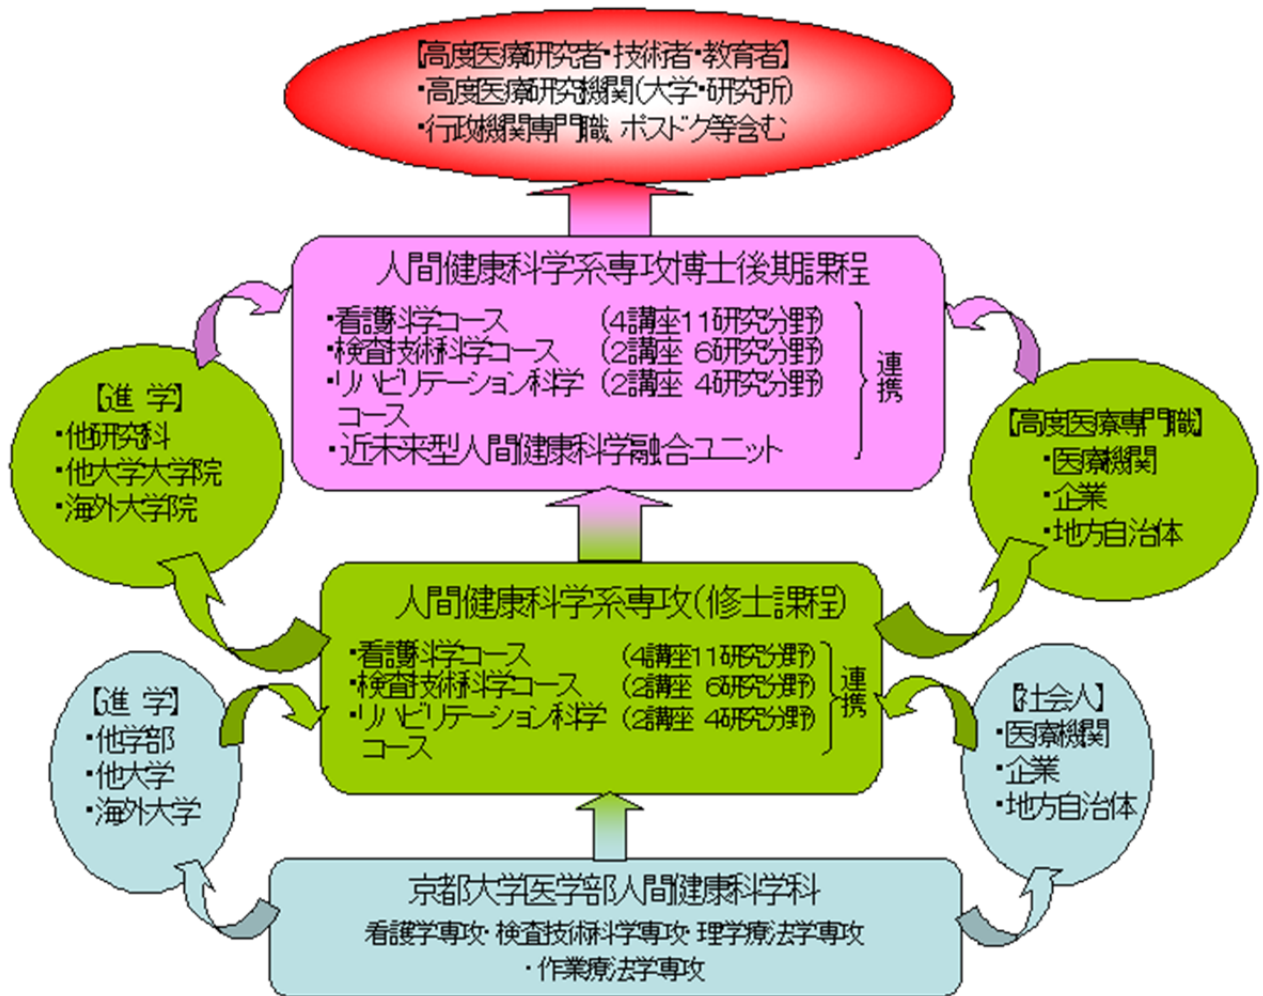 【高度医療研究者・技術者・教育者】
・高度医療研究機関(大学・研究所)
・行政機関専門職、ポスドク等含む
人間健康科学系専攻博士後期課程
・看護科学コース (4講座11研究分野)
・検査技術科学コース (2講座 6研究分野)
・リハビリテーション科学 (2講座 4研究分野)
コース
・近未来型人間健康科学融合ユニット
連携
【進 学】
・他研究科
・他大学大学院
・海外大学院
【高度医療専門職】
・医療機関
・企業
・地方自治体
人間健康科学系専攻(修士課程)
・看護科学コース (4講座11研究分野)
・検査技術科学コース (2講座 6研究分野)
・リハビリテーション科学 (2講座 4研究分野)
コース
連携
【進 学】
・他学部
・他大学
・海外大学
【社会人】
・医療機関
・企業
・地方自治体
京都大学医学部人間健康科学科
看護学専攻・検査技術科学専攻・理学療法学専攻
・作業療法学専攻